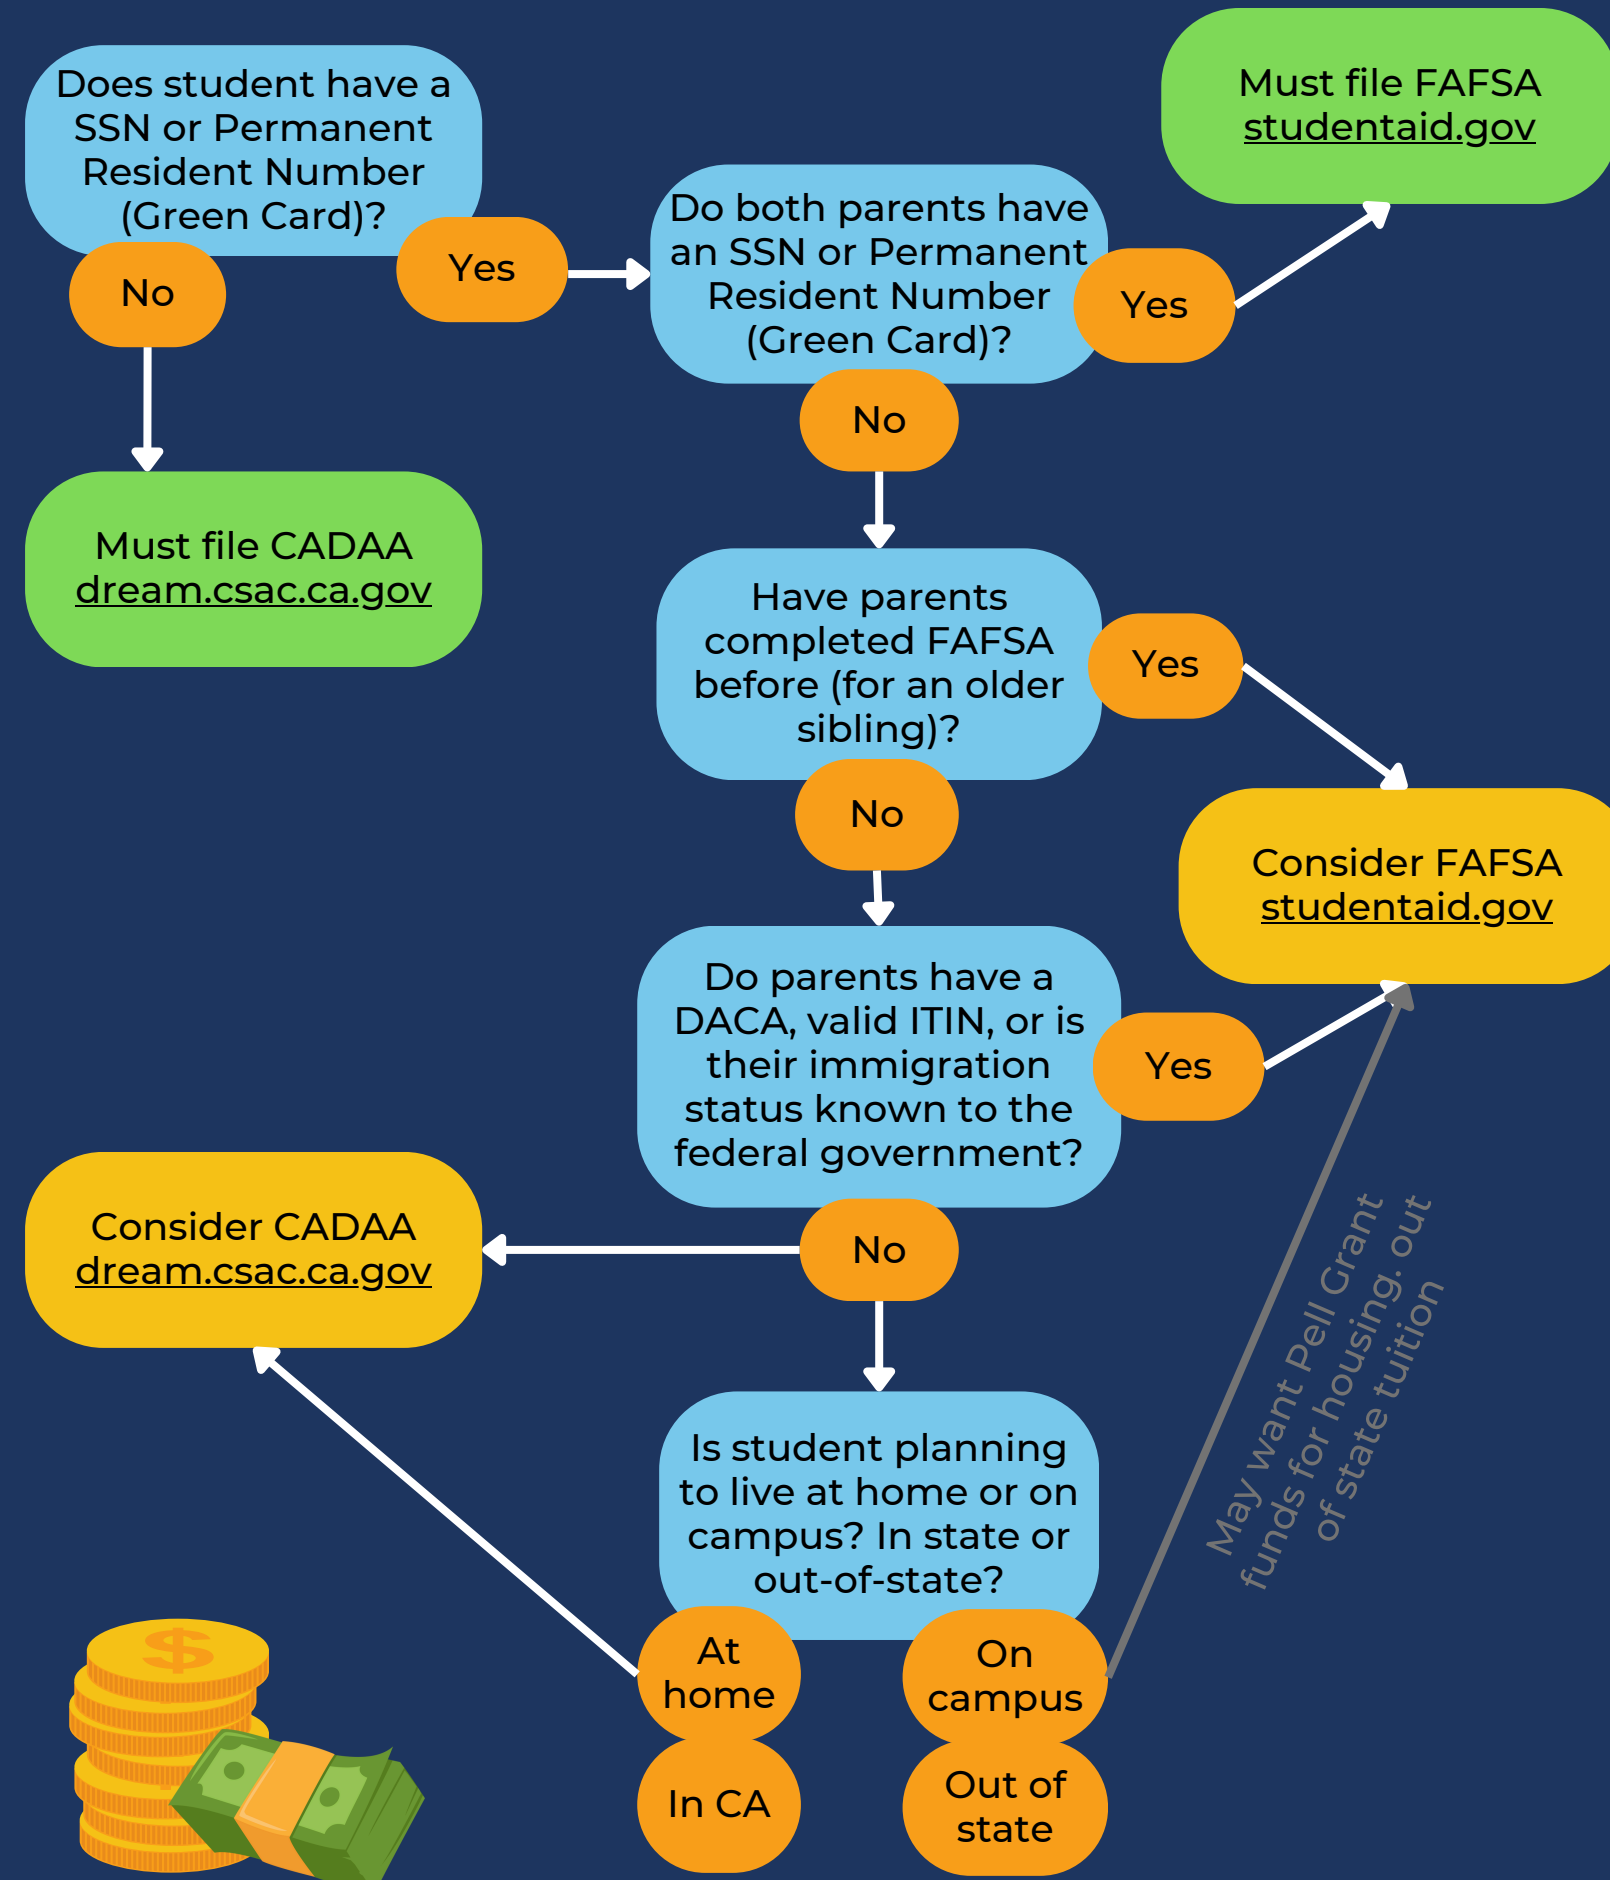 Does student have a
SSN or Permanent
Resident Number
(Green Card)?
No
Yes
Do both parents have
an SSN or Permanent
Resident Number
(Green Card)?
Yes
No
Must file FAFSA
studentaid.gov
Must file CADAA
dream.csac.ca.gov
Have parents
completed FAFSA
before (for an older
sibling)?
Yes
No
Consider FAFSA
studentaid.gov
Do parents have a
DACA, valid ITIN, or is
their immigration
status known to the
federal government?
Yes
No
Consider CADAA
dream.csac.ca.gov
May want Pell Grant
funds for housing. out
of state tuition
Is student planning
to live at home or on
campus? In state or
out-of-state?
At
home
On
campus
In CA
Out of
state
$